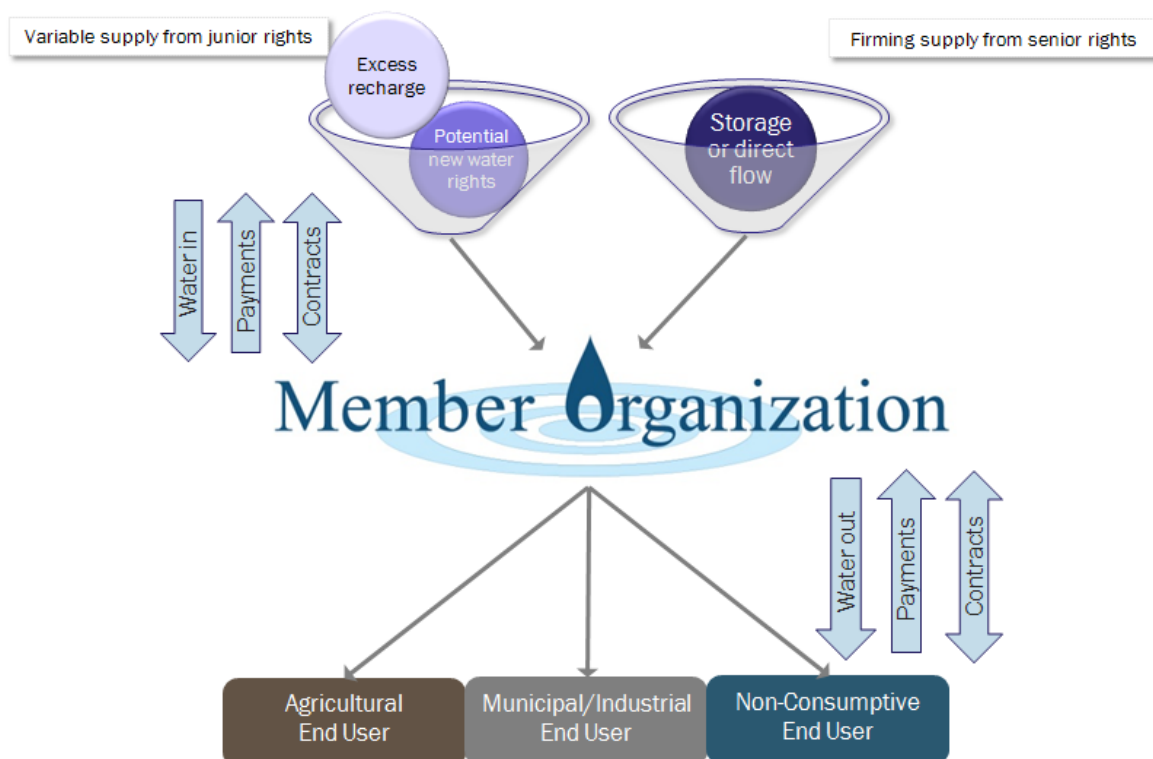 Variable supply from junior rights
Firming supply from senior rights
Excess
recharge
Potential
new water
rights
Storage
or direct
flow
Water in
Payments
Contracts
Member Organization
Water out
Payments
Contracts
Agricultural
End User
Municipal/Industrial
End User
Non-Consumptive
End User